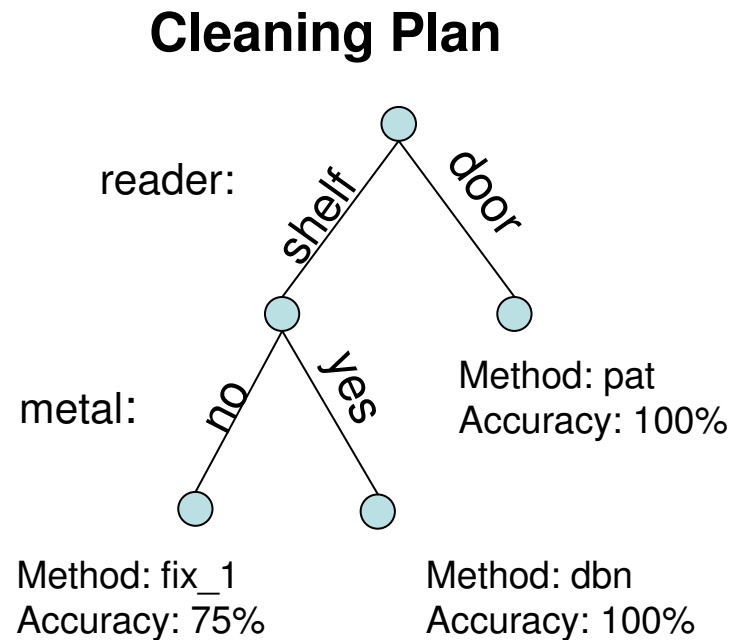 Cleaning Plan
reader:
shelf
door
metal:
no
yes
Method: pat
Accuracy: 100%
Method: fix_1
Accuracy: 75%
Method: dbn
Accuracy: 100%